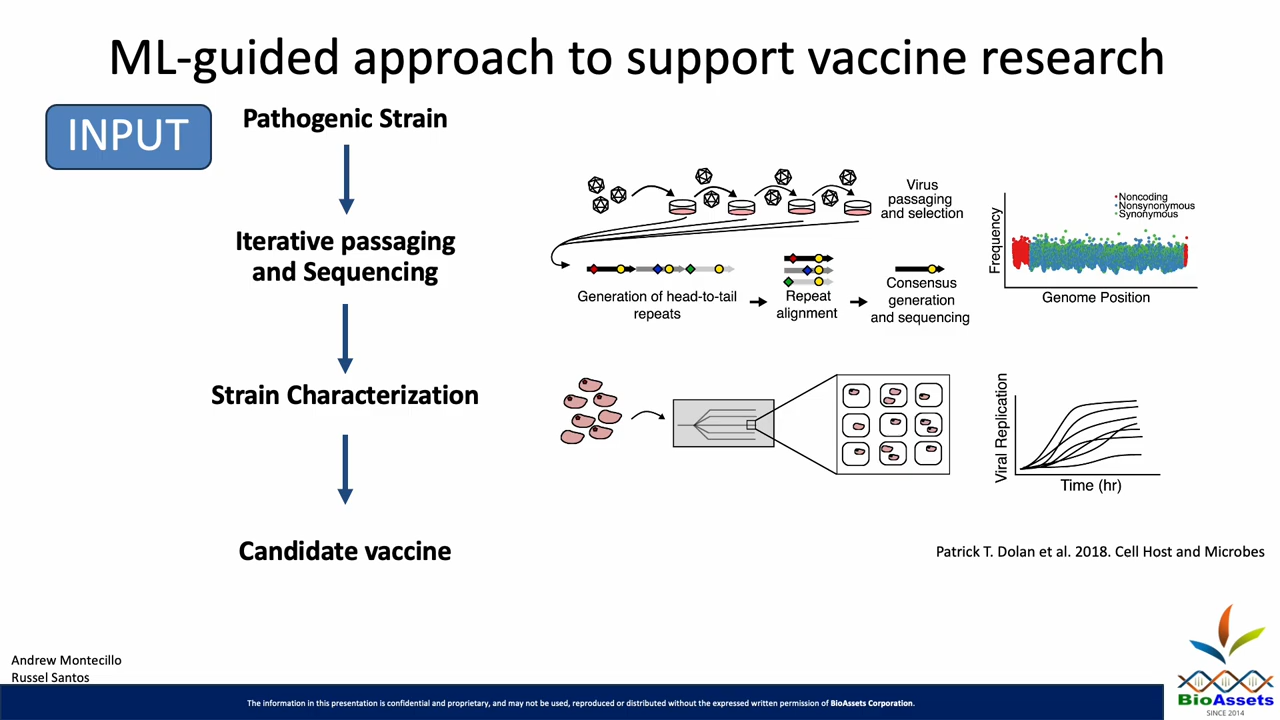 ML-guided approach to support vaccine research
INPUT
Pathogenic Strain
Iterative passaging
and Sequencing
Strain Characterization
Candidate vaccine
Virus
passaging
and selection
Generation of head-to-tail
repeats
Repeat
alignment
Consensus
generation
and sequencing
Noncoding
Nonsynonymous
Synonymous
Frequency
Genome Position
Viral Replication
Time (hr)
Patrick T. Dolan et al. 2018. Cell Host and Microbes
Andrew Montecillo
Russel Santos
The information in this presentation is confidential and proprietary, and may not be used, reproduced or distributed without the expressed written permission of BioAssets Corporation.
BioAssets
SINCE 2014